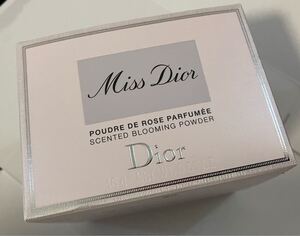 Miss Dior
POUDRE DE ROSE PARFUMÉE
SCENTED BLOOMING POWDER
Dior